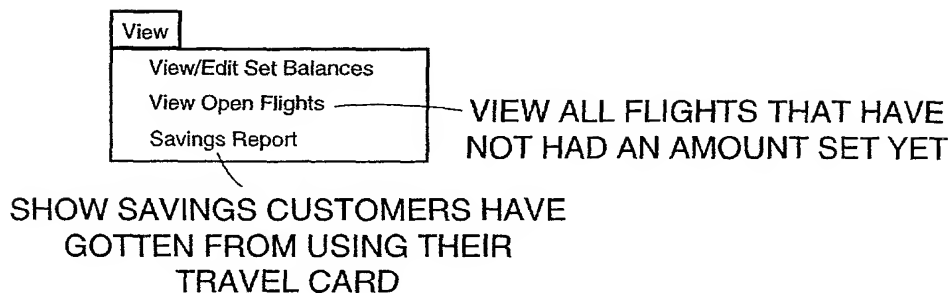 View
View/Edit Set Balances
View Open Flights
Savings Report
VIEW ALL FLIGHTS THAT HAVE
NOT HAD AN AMOUNT SET YET
SHOW SAVINGS CUSTOMERS HAVE
GOTTEN FROM USING THEIR
TRAVEL CARD